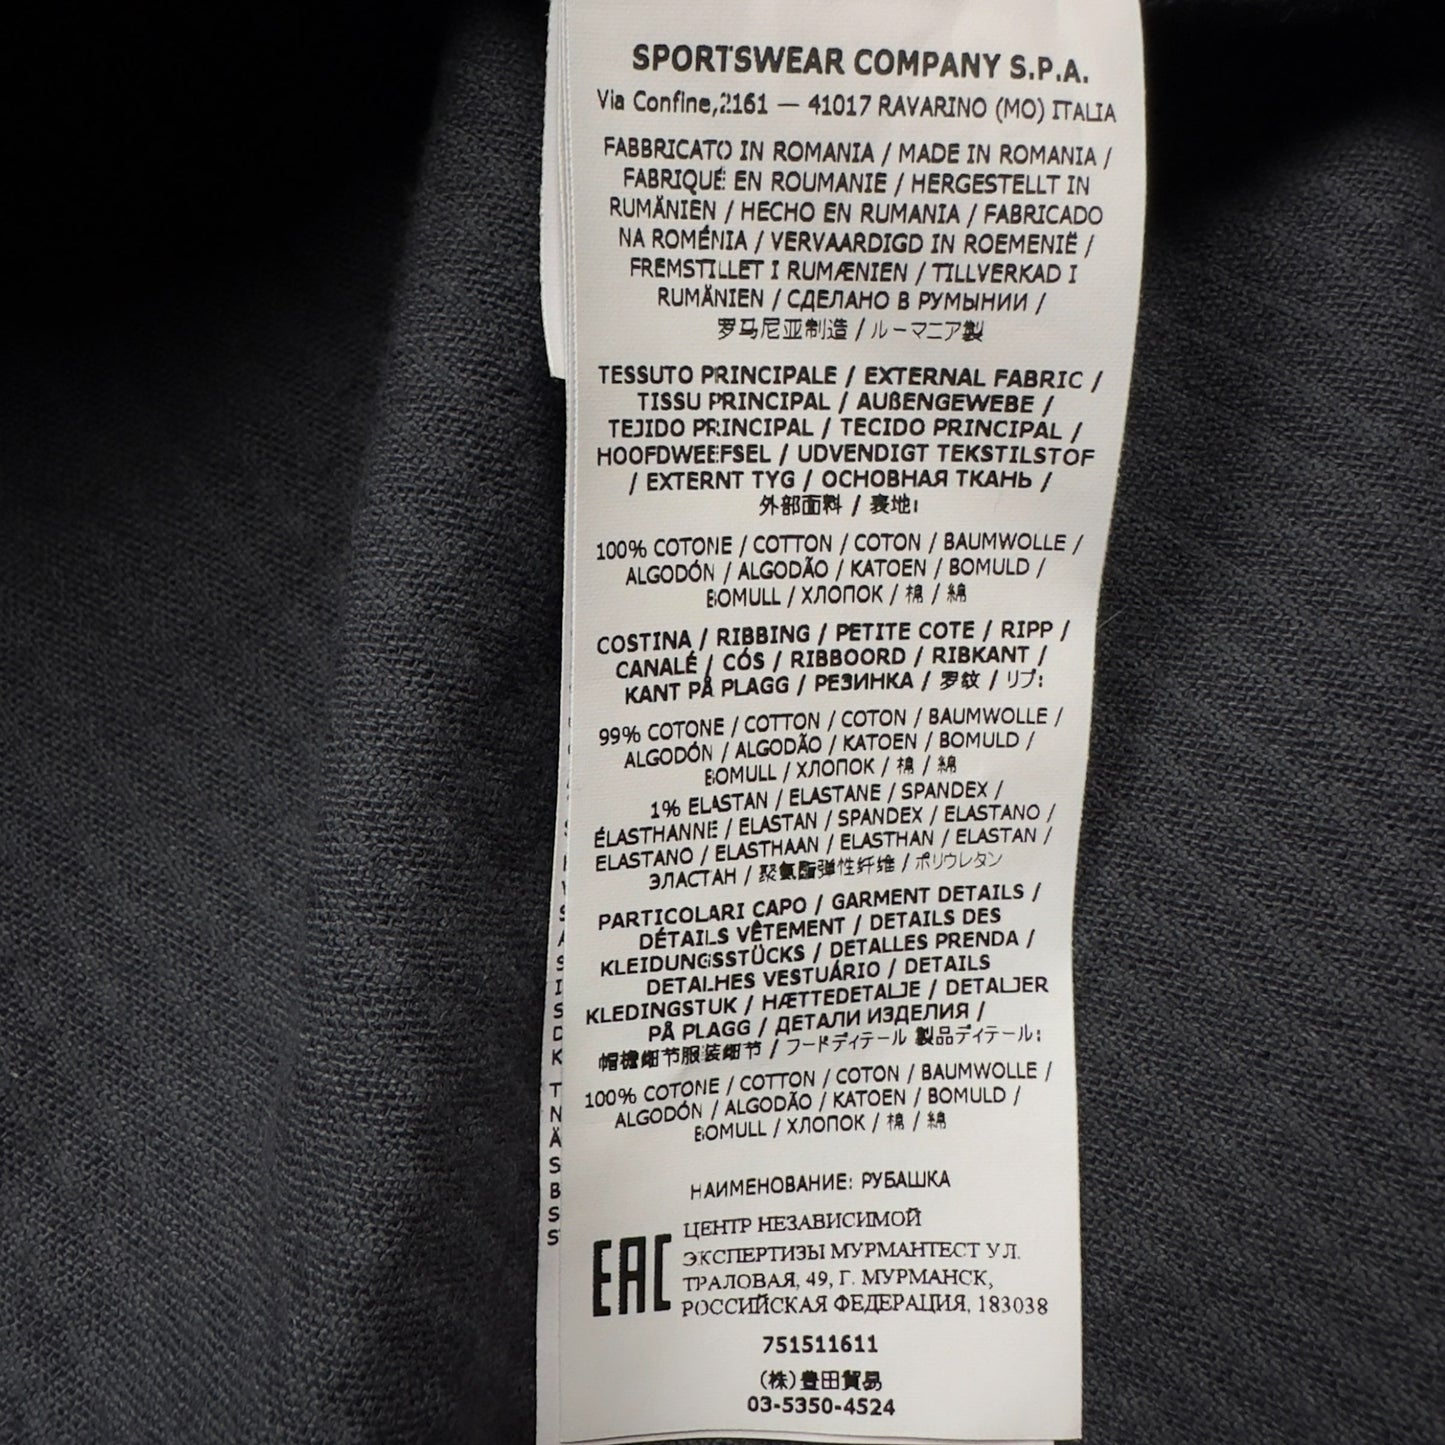 SPORTSWEAR COMPANY S.P.A.
Via Confine,2161 — 41017 RAVARINO (MO) ITALIA
FABBRICATO IN ROMANIA / MADE IN ROMANIA /
FABRIQUÉ EN ROUMANIE / HERGESTELLT IN
RUMÄNIEN / HECHO EN RUMANIA / FABRICADO
NA ROMÉNIA / VERVAARDIGD IN ROEMENIË /
FREMSTILLET I RUMÆNIEN / TILLVERKAD I
RUMÄNIEN / СДЕЛАНО В РУМЫНИИ /
罗马尼亚制造 / ルーマニア製
TESSUTO PRINCIPALE / EXTERNAL FABRIC /
TISSU PRINCIPAL / AUßENGEWEBE /
TEJIDO PRINCIPAL / TECIDO PRINCIPAL /
HOOFDWEEFSEL / UDVENDIGT TEKSTILSTOF
/ EXTERNT TYG / ОСНОВНАЯ ТКАНЬ /
外部面料 / 表地:
100% COTONE / COTTON / COTON / BAUMWOLLE /
ALGODÓN / ALGODÃO / KATOEN / BOMULD /
BOMULL / ХЛОПОК / 棉 / 綿
COSTINA / RIBBING / PETITE COTE / RIPP /
CANALÉ / CÓS / RIBBOORD / RIBKANT /
KANT PÅ PLAGG / РЕЗИНКА / 罗纹 / リブ:
99% COTONE / COTTON / COTON / BAUMWOLLE /
ALGODÓN / ALGODÃO / KATOEN / BOMULD /
BOMULL / ХЛОПОК / 棉 / 綿
1% ELASTAN / ELASTANE / SPANDEX /
ÉLASTHANNE / ELASTAN / SPANDEX / ELASTANO /
ELASTANO / ELASTHAAN / ELASTHAN / ELASTAN /
ЭЛАСТАН / 聚氨酯弹性纤维 / ポリウレタン
PARTICOLARI CAPO / GARMENT DETAILS /
DÉTAILS VÊTEMENT / DETAILS DES
KLEIDUNGSSTÜCKS / DETALLES PRENDA /
DETALHES VESTUÁRIO / DETAILS
KLEDINGSTUK / HÆTTEDETALJE / DETALJER
PÅ PLAGG / ДЕТАЛИ ИЗДЕЛИЯ /
帽檐细节服装细节 / フードディテール 製品ディテール:
100% COTONE / COTTON / COTON / BAUMWOLLE /
ALGODÓN / ALGODÃO / KATOEN / BOMULD /
BOMULL / ХЛОПОК / 棉 / 綿
НАИМЕНОВАНИЕ: РУБАШКА
EAC
ЦЕНТР НЕЗАВИСИМОЙ
ЭКСПЕРТИЗЫ МУРМАНТЕСТ УЛ.
ТРАЛОВАЯ, 49, Г. МУРМАНСК,
РОССИЙСКАЯ ФЕДЕРАЦИЯ, 183038
751511611
(株)豊田貿易
03-5350-4524